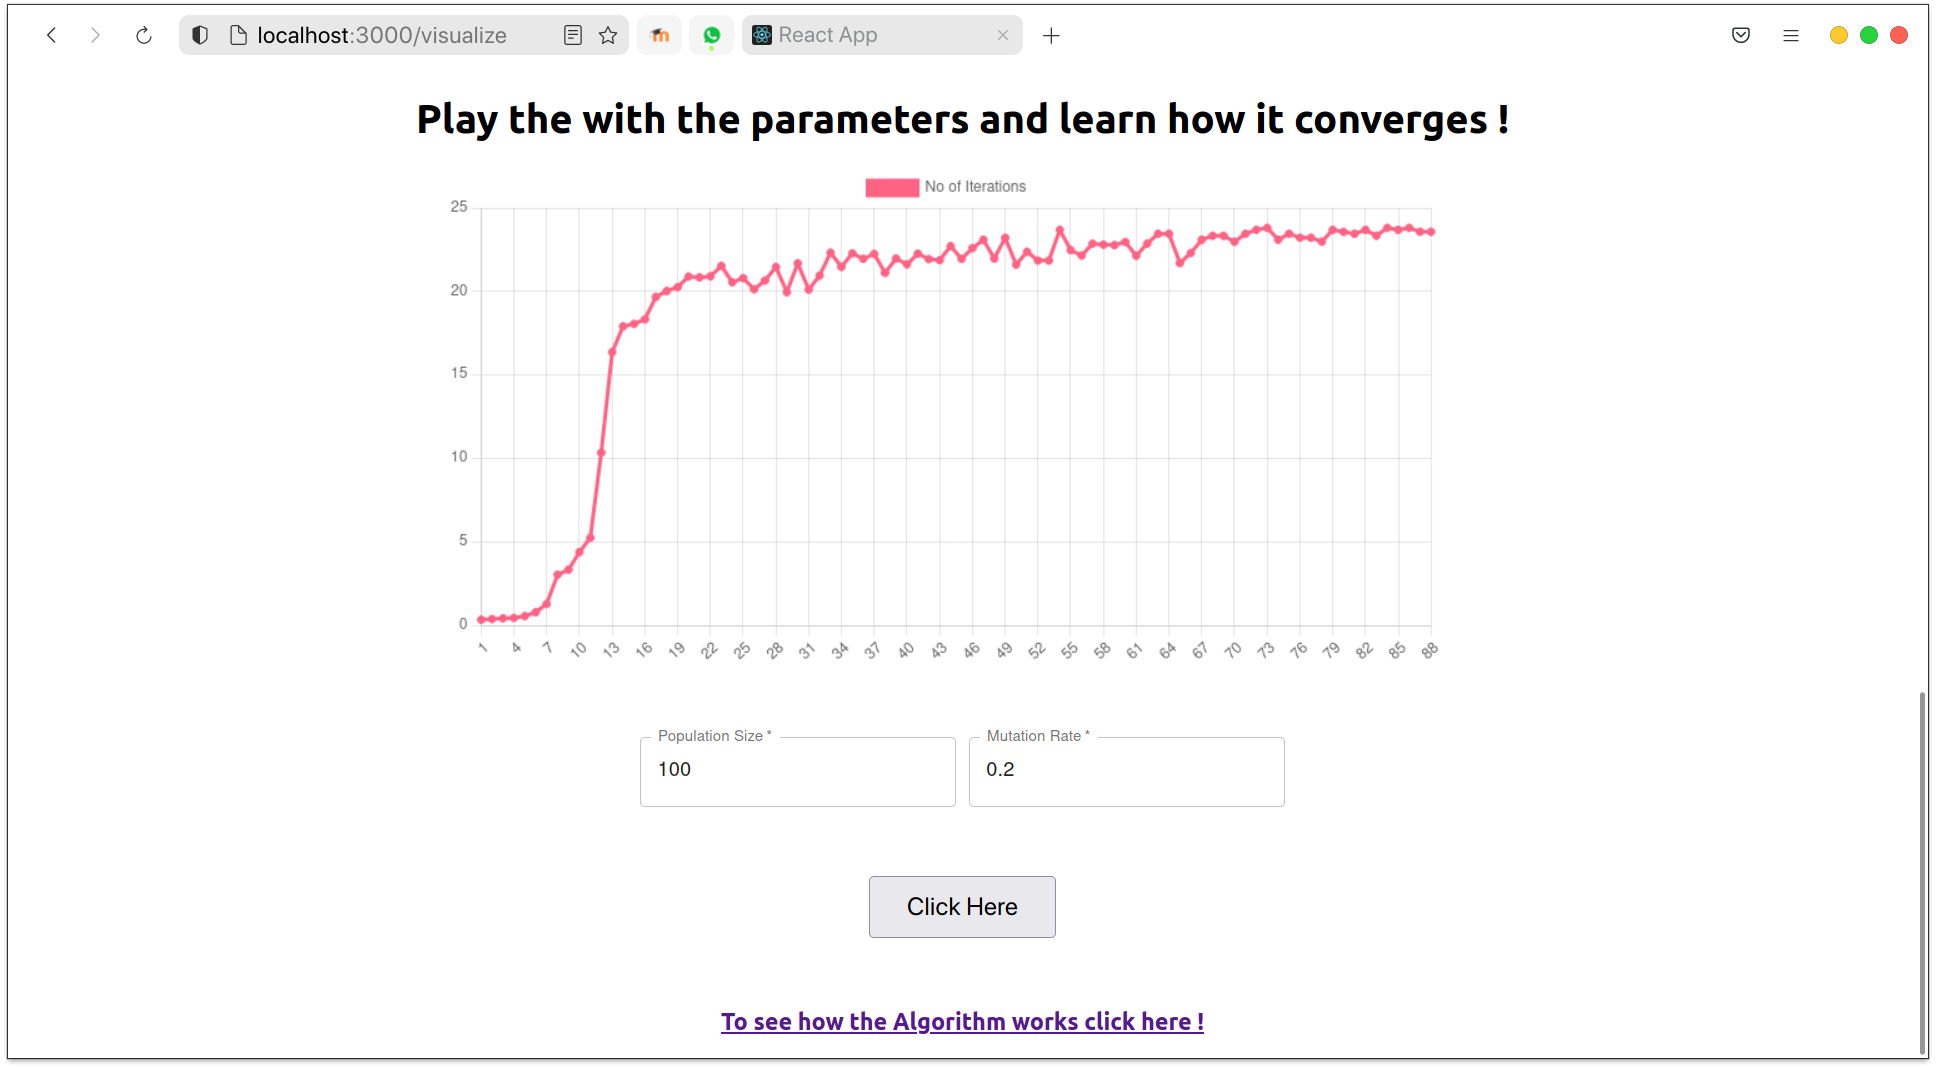 localhost:3000/visualize
React App
Play the with the parameters and learn how it converges !
No of Iterations
25
20
15
10
5
0
1 4 7 10 13 16 19 22 25 28 31 34 37 40 43 46 49 52 55 58 61 64 67 70 73 76 79 82 85 88
Population Size * Mutation Rate *
100 0.2
Click Here
To see how the Algorithm works click here !